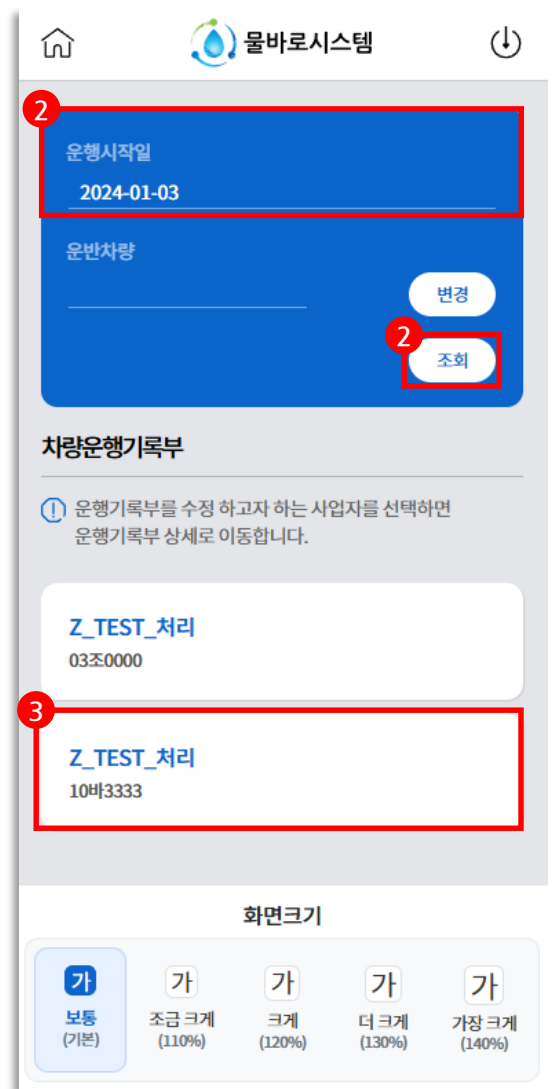 물바로시스템
2
운행시작일
2024-01-03
운반차량
변경
2
조회
차량운행기록부
운행기록부를 수정 하고자 하는 사업자를 선택하면
운행기록부 상세로 이동합니다.
Z_TEST_처리
03조0000
3
Z_TEST_처리
10바3333
화면크기
가 가 가 가 가
보통 조금 크게 크게 더 크게 가장 크게
(기본) (110%) (120%) (130%) (140%)